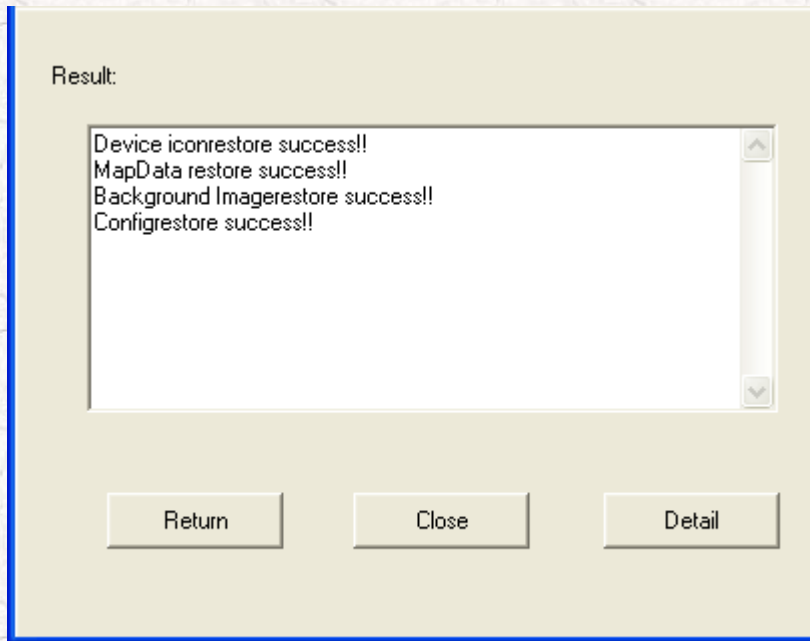 Result:
Device iconrestore success!!
MapData restore success!!
Background Imagerestore success!!
Configrestore success!!
Return Close Detail